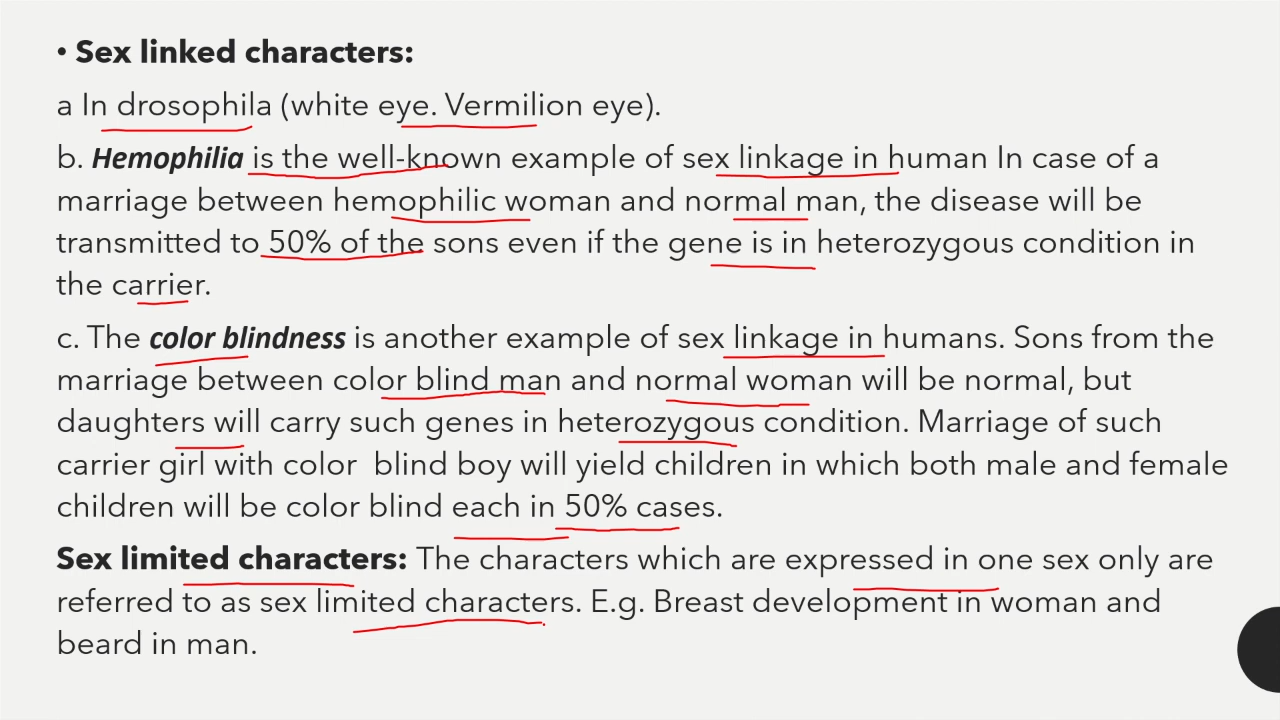 • Sex linked characters:
a In drosophila (white eye. Vermilion eye).
b. Hemophilia is the well-known example of sex linkage in human In case of a
marriage between hemophilic woman and normal man, the disease will be
transmitted to 50% of the sons even if the gene is in heterozygous condition in
the carrier.
c. The color blindness is another example of sex linkage in humans. Sons from the
marriage between color blind man and normal woman will be normal, but
daughters will carry such genes in heterozygous condition. Marriage of such
carrier girl with color  blind boy will yield children in which both male and female
children will be color blind each in 50% cases.
Sex limited characters: The characters which are expressed in one sex only are
referred to as sex limited characters. E.g. Breast development in woman and
beard in man.